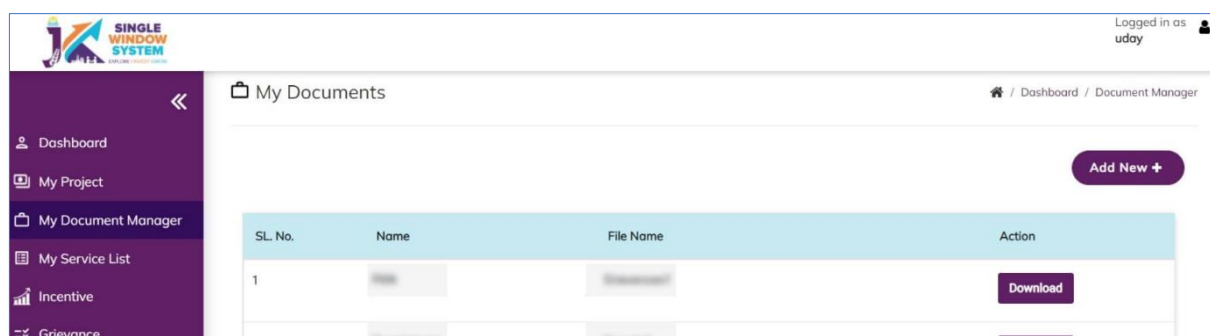 SINGLE
WINDOW
SYSTEM
Logged in as
uday
My Documents
/ Dashboard / Document Manager
Dashboard
My Project
My Document Manager
My Service List
Incentive
Grievance
Add New +
SL. No. Name File Name Action
1 Download